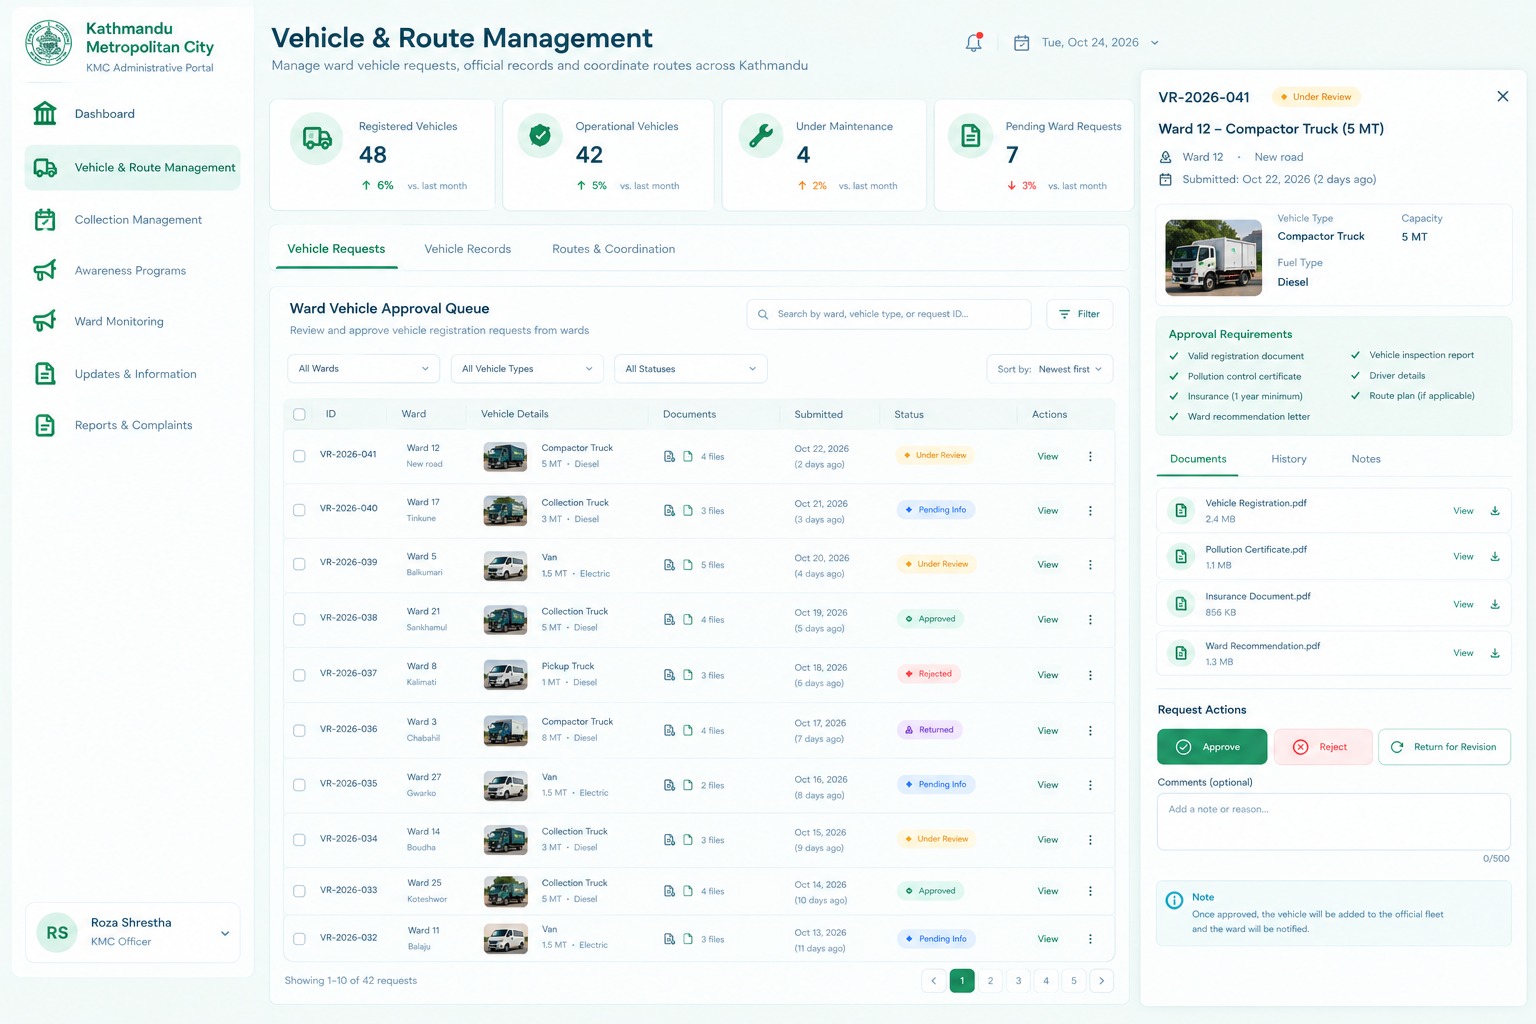 Kathmandu
Metropolitan City
KMC Administrative Portal
Dashboard
Vehicle & Route Management
Collection Management
Awareness Programs
Ward Monitoring
Updates & Information
Reports & Complaints
RS
Roza Shrestha
KMC Officer
Vehicle & Route Management
Manage ward vehicle requests, official records and coordinate routes across Kathmandu
Tue, Oct 24, 2026
Registered Vehicles
48
↑ 6% vs. last month
Operational Vehicles
42
↑ 5% vs. last month
Under Maintenance
4
↑ 2% vs. last month
Pending Ward Requests
7
↓ 3% vs. last month
Vehicle Requests Vehicle Records Routes & Coordination
Ward Vehicle Approval Queue
Review and approve vehicle registration requests from wards
Search by ward, vehicle type, or request ID...
Filter
All Wards All Vehicle Types All Statuses
Sort by: Newest first
ID Ward Vehicle Details Documents Submitted Status Actions
VR-2026-041 Ward 12 Compactor Truck 4 files Oct 22, 2026 Under Review View
New road 5 MT • Diesel (2 days ago)
VR-2026-040 Ward 17 Collection Truck 3 files Oct 21, 2026 Pending Info View
Tinkune 3 MT • Diesel (3 days ago)
VR-2026-039 Ward 5 Van 5 files Oct 20, 2026 Under Review View
Balkumari 1.5 MT • Electric (4 days ago)
VR-2026-038 Ward 21 Collection Truck 4 files Oct 19, 2026 Approved View
Sankhamul 5 MT • Diesel (5 days ago)
VR-2026-037 Ward 8 Pickup Truck 3 files Oct 18, 2026 Rejected View
Kalimati 1 MT • Diesel (6 days ago)
VR-2026-036 Ward 3 Compactor Truck 4 files Oct 17, 2026 Returned View
Chabahil 8 MT • Diesel (7 days ago)
VR-2026-035 Ward 27 Van 2 files Oct 16, 2026 Pending Info View
Gwarko 1.5 MT • Electric (8 days ago)
VR-2026-034 Ward 14 Collection Truck 3 files Oct 15, 2026 Under Review View
Boudha 3 MT • Diesel (9 days ago)
VR-2026-033 Ward 25 Collection Truck 4 files Oct 14, 2026 Approved View
Koteshwor 5 MT • Diesel (10 days ago)
VR-2026-032 Ward 11 Van 3 files Oct 13, 2026 Pending Info View
Balaju 1.5 MT • Electric (11 days ago)
Showing 1–10 of 42 requests
1 2 3 4 5
VR-2026-041 Under Review
Ward 12 – Compactor Truck (5 MT)
Ward 12 · New road
Submitted: Oct 22, 2026 (2 days ago)
Vehicle Type Capacity
Compactor Truck 5 MT
Fuel Type
Diesel
Approval Requirements
Valid registration document Vehicle inspection report
Pollution control certificate Driver details
Insurance (1 year minimum) Route plan (if applicable)
Ward recommendation letter
Documents History Notes
Vehicle Registration.pdf
2.4 MB
View
Pollution Certificate.pdf
1.1 MB
View
Insurance Document.pdf
856 KB
View
Ward Recommendation.pdf
1.3 MB
View
Request Actions
Approve Reject Return for Revision
Comments (optional)
Add a note or reason...
0/500
Note
Once approved, the vehicle will be added to the official fleet
and the ward will be notified.